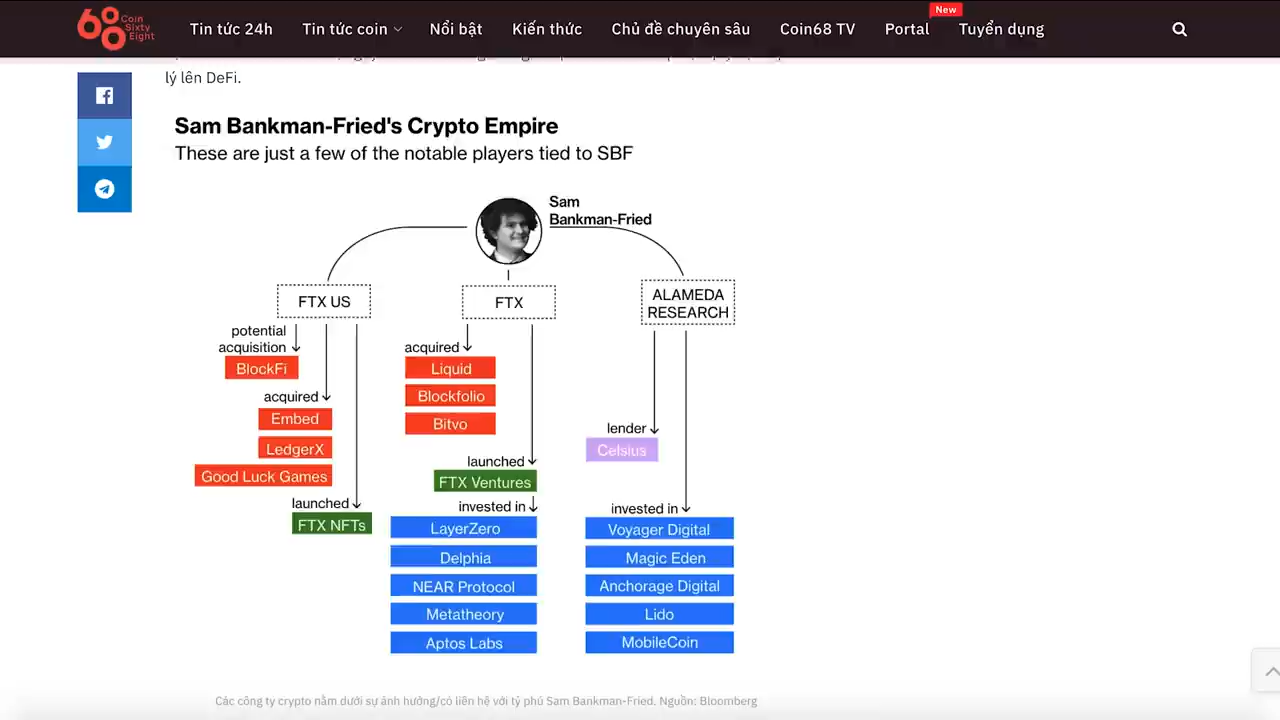 Coin
Sixty
Eight
Tin tức 24h
Tin tức coin
Nổi bật
Kiến thức
Chủ đề chuyên sâu
Coin68 TV
Portal
New
Tuyển dụng
lý lên DeFi.
Sam Bankman-Fried's Crypto Empire
These are just a few of the notable players tied to SBF
Sam
Bankman-Fried
FTX US
potential
acquisition
BlockFi
acquired
Embed
LedgerX
Good Luck Games
launched
FTX NFTs
FTX
acquired
Liquid
Blockfolio
Bitvo
launched
FTX Ventures
invested in
LayerZero
Delphia
NEAR Protocol
Metatheory
Aptos Labs
ALAMEDA
RESEARCH
lender
Celsius
invested in
Voyager Digital
Magic Eden
Anchorage Digital
Lido
MobileCoin
Các công ty crypto nằm dưới sự ảnh hưởng/có liên hệ với tỷ phú Sam Bankman-Fried. Nguồn: Bloomberg